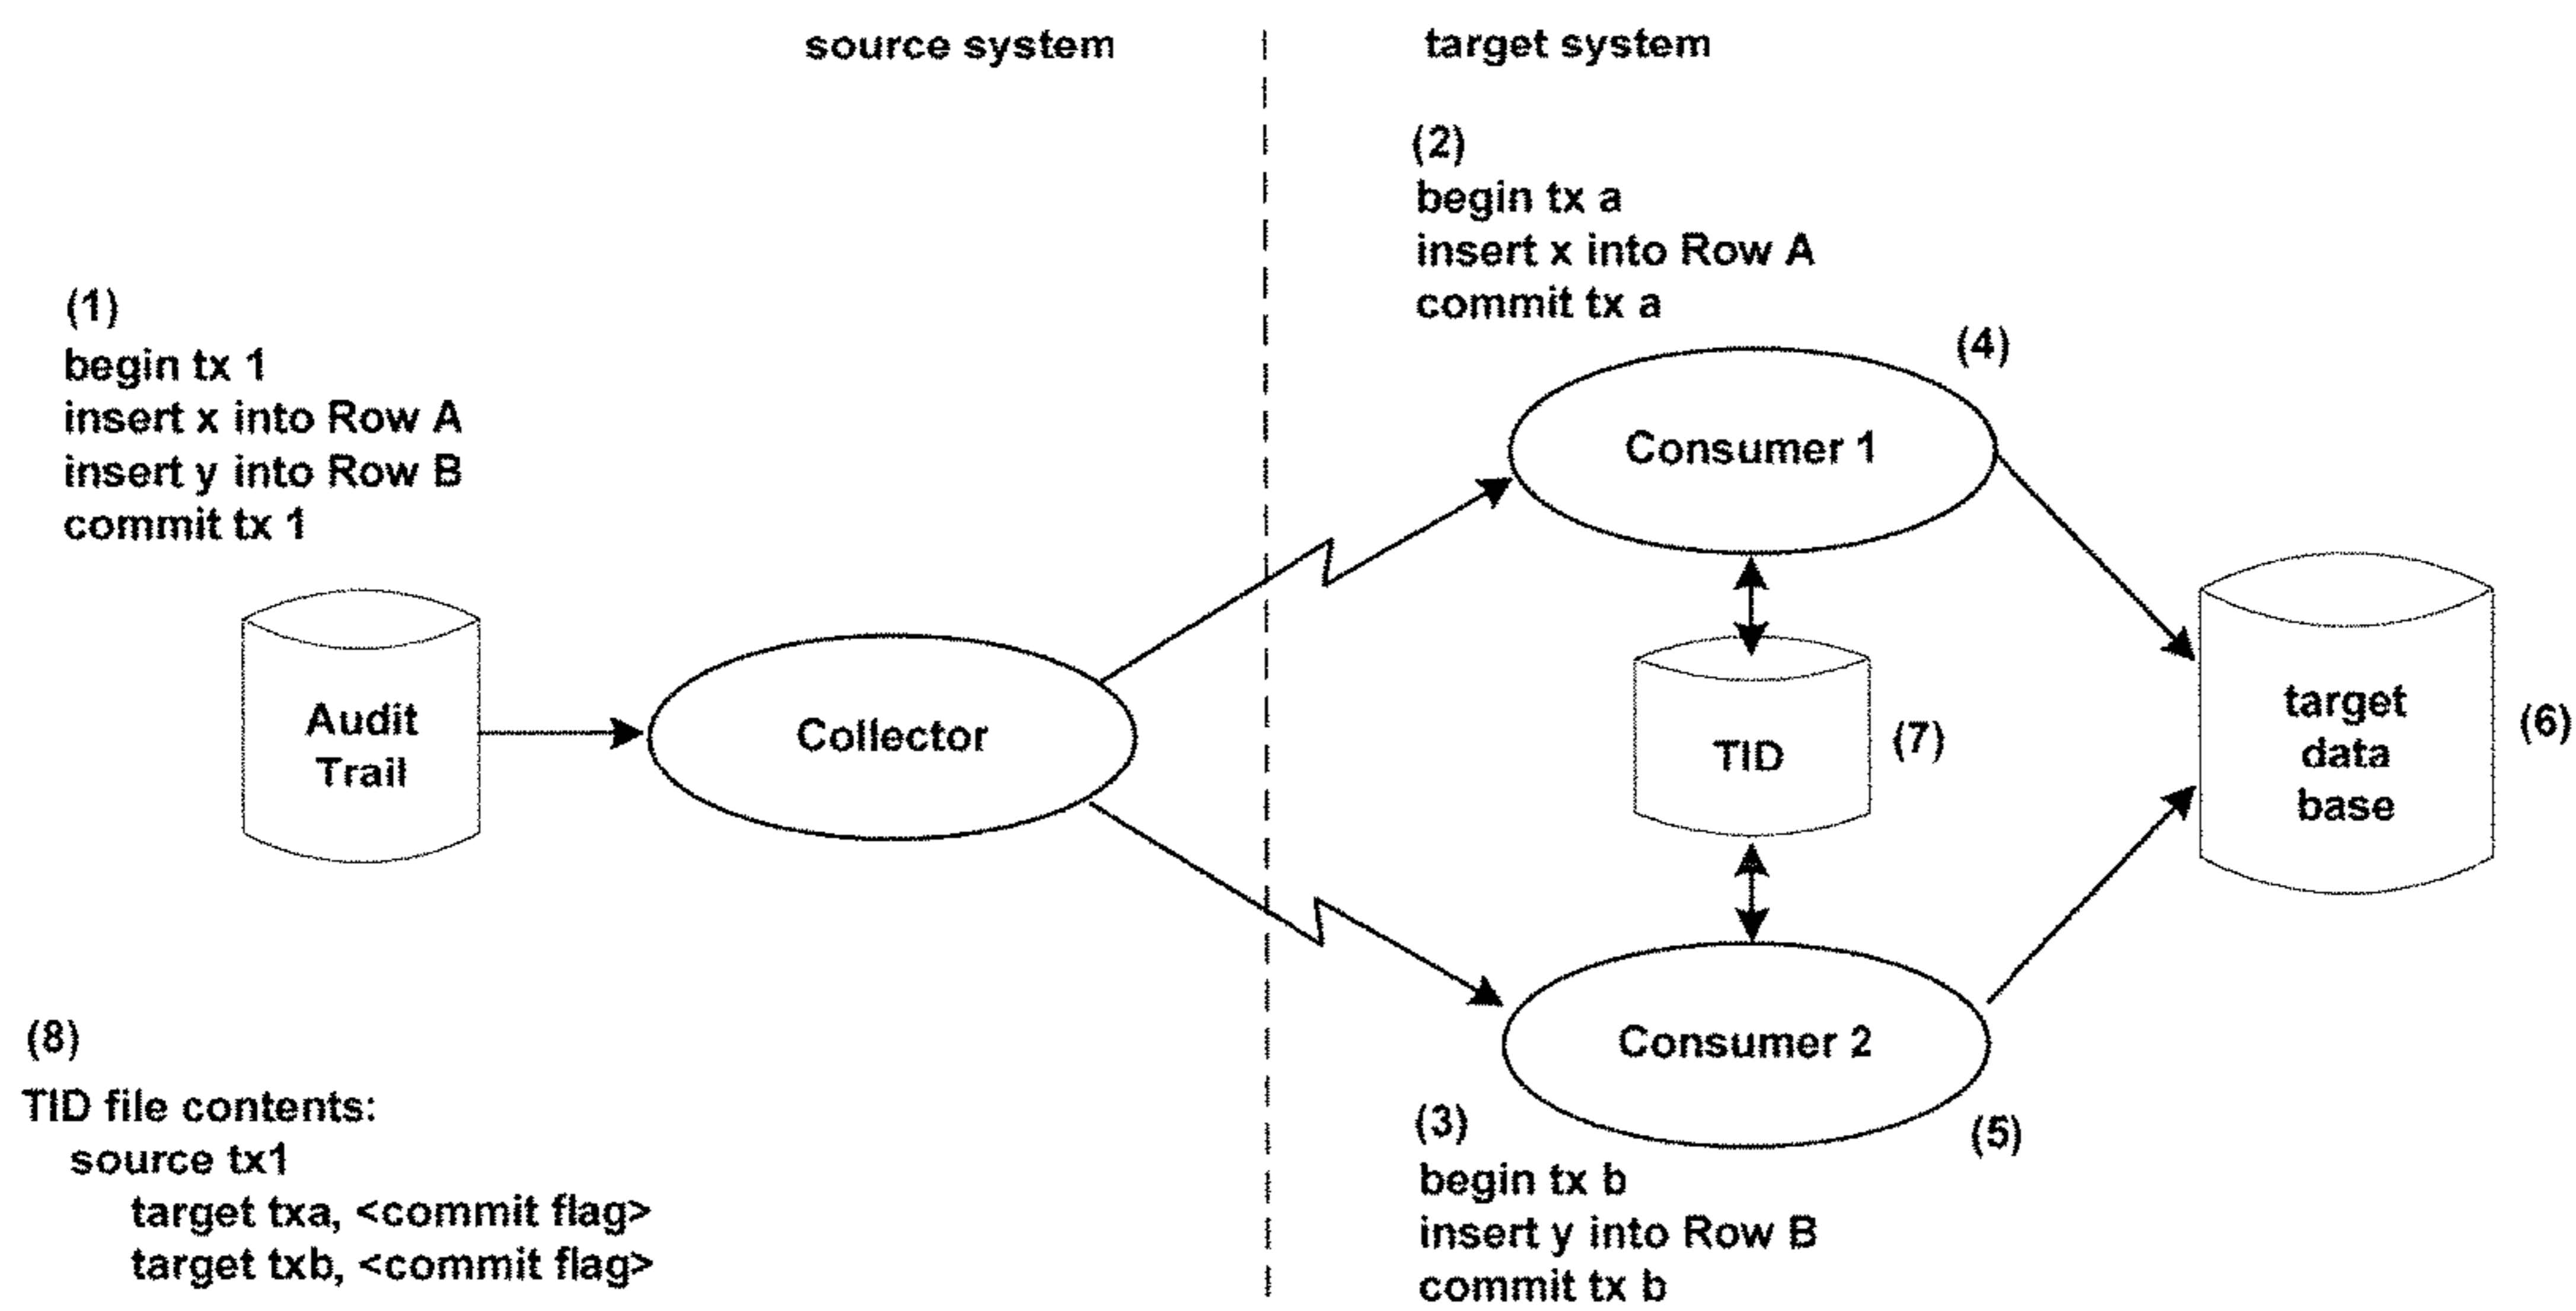 source system
target system
(1)
begin tx 1
insert x into Row A
insert y into Row B
commit tx 1
(2)
begin tx a
insert x into Row A
commit tx a
(4)
Consumer 1
Audit
Trail
Collector
TID
(7)
target
data
base
(6)
Consumer 2
(5)
(3)
begin tx b
insert y into Row B
commit tx b
(8)
TID file contents:
source tx1
target txa, <commit flag>
target txb, <commit flag>